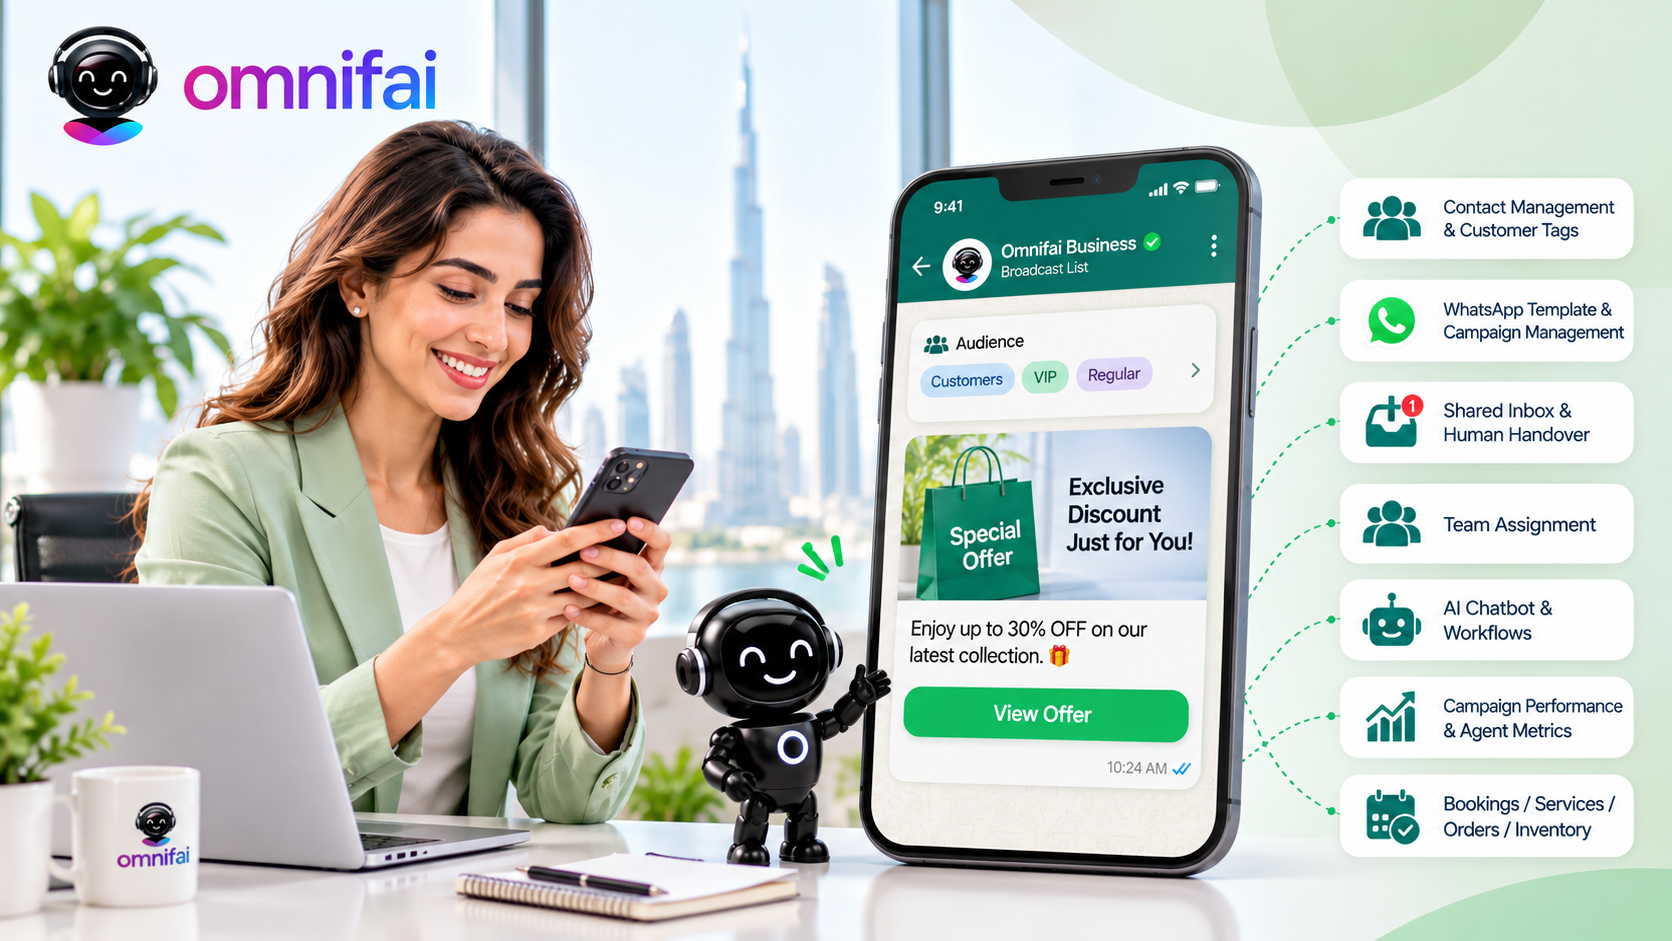 omnifai
9:41
Omnifai Business
Broadcast List
Audience
Customers
VIP
Regular
Special
Offer
Exclusive
Discount
Just for You!
Enjoy up to 30% OFF on our
latest collection. 🎁
View Offer
10:24 AM
Contact Management
& Customer Tags
WhatsApp Template &
Campaign Management
1
Shared Inbox &
Human Handover
Team Assignment
AI Chatbot &
Workflows
Campaign Performance
& Agent Metrics
Bookings / Services /
Orders / Inventory
omnifai